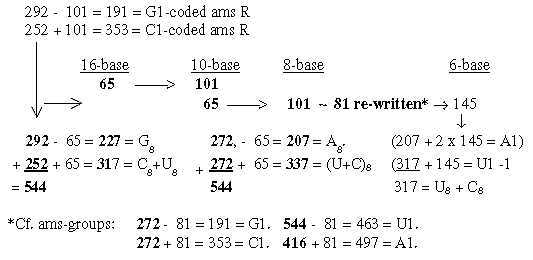 292 - 101 = 191 = G1-coded ams R
252 + 101 = 353 = C1-coded ams R
16-base 10-base 8-base 6-base
65 → 101
65 → 101 ~ 81 re-written* → 145
292 - 65 = 227 = G8 272, - 65 = 207 = A8. (207 + 2 x 145 = A1)
+ 252 + 65 = 317 = C8+U8 + 272 + 65 = 337 = (U+C)8 (317 + 145 = U1 -1
= 544 544 317 = U8 + C8
*Cf. ams-groups: 272 - 81 = 191 = G1. 544 - 81 = 463 = U1.
272 + 81 = 353 = C1. 416 + 81 = 497 = A1.